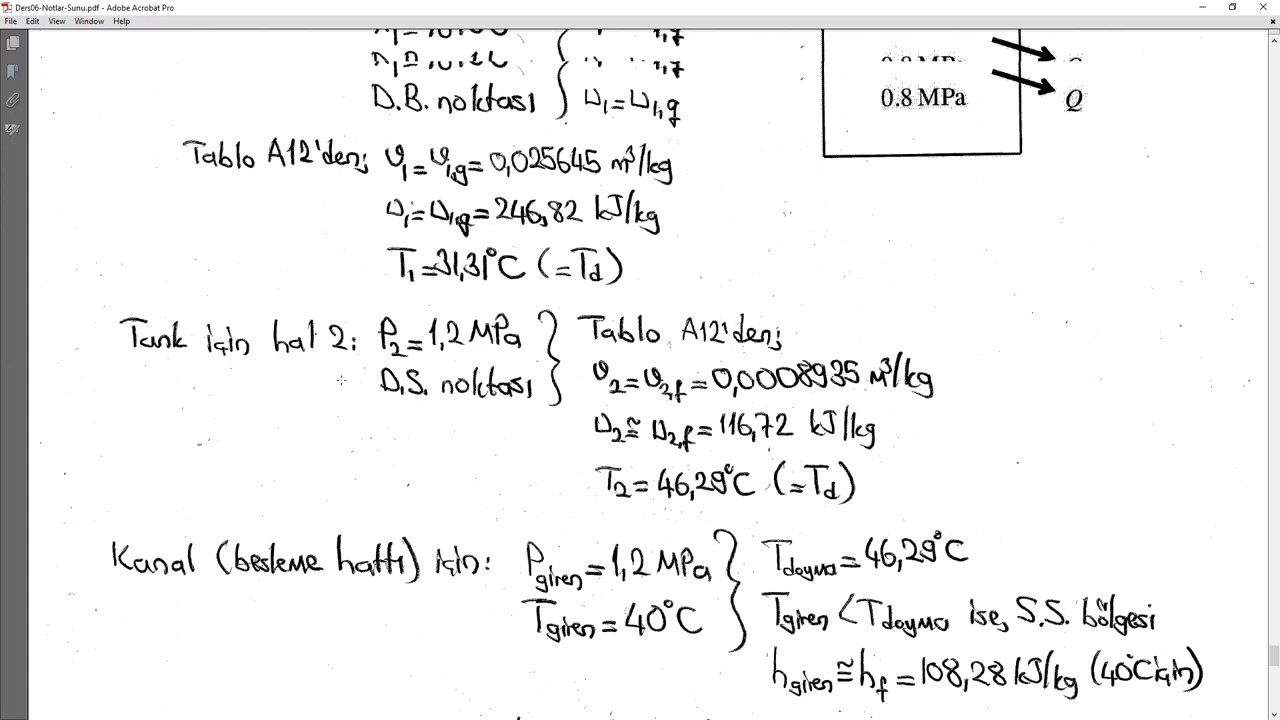 Ders06-Notlar-Sunu.pdf - Adobe Acrobat Pro
File Edit View Window Help
D.B. noktası } u₁=u₁,g
0.8 MPa
Q
Tablo A12'den; v₁=v₁,g=0,025645 m³/kg
u₁=u₁,g=246,82 kJ/kg
T₁=31,31°C (=Td)
Tank için hal 2: P₂=1,2 MPa } Tablo A12'den;
D.S. noktası v₂=v₂,f=0,0008935 m³/kg
u₂≅u₂,f=116,72 kJ/kg
T₂=46,29°C (=Td)
Kanal (besleme hattı) için: Pgiren=1,2 MPa } Tdoyma=46,29°C
Tgiren=40°C Tgiren<Tdoyma ise, S.S. bölgesi
hgiren≅hf=108,28 kJ/kg (40°C için)